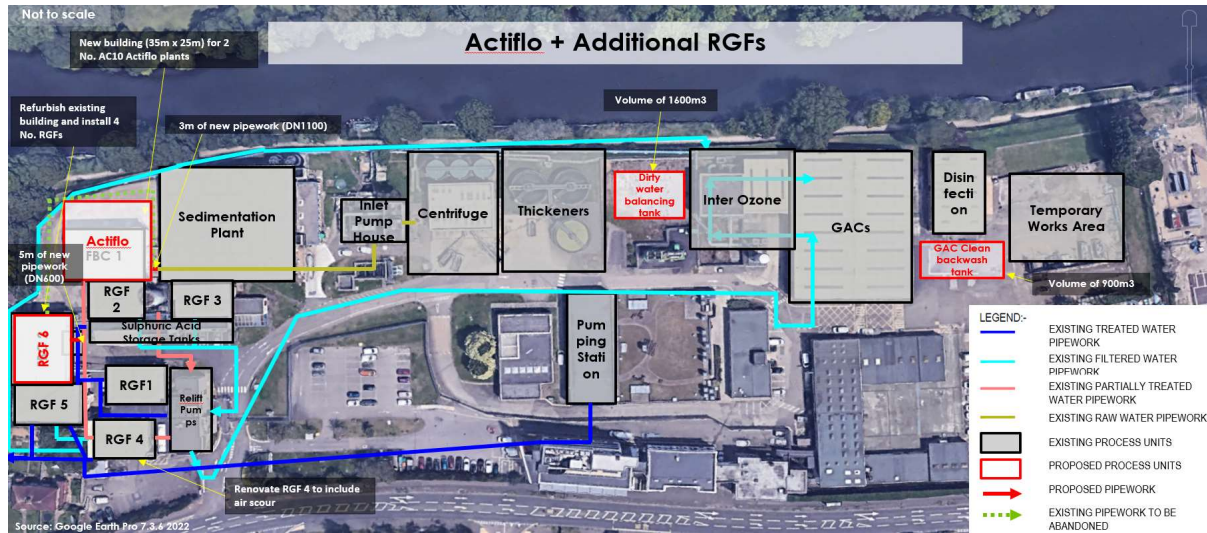 Not to scale
Actiflo + Additional RGFs
New building (35m x 25m) for 2
No. AC10 Actiflo plants
Refurbish existing
building and install 4
No. RGFs
3m of new pipework (DN1100)
Volume of 1600m3
Sedimentation
Plant
Inlet
Pump
House
Centrifuge
Thickeners
Dirty
water
balancing
tank
Inter Ozone
GACs
Disin
fecti
on
Temporary
Works Area
Actiflo
FBC 1
5m of new
pipework
(DN600)
GAC Clean
backwash
tank
Volume of 900m3
RGF
2
RGF 3
Sulphuric Acid
Storage Tanks
RGF 6
RGF1
Relift
Pum
ps
RGF 5
RGF 4
Pum
ping
Stati
on
Renovate RGF 4 to include
air scour
LEGEND:-
EXISTING TREATED WATER
PIPEWORK
EXISTING FILTERED WATER
PIPEWORK
EXISTING PARTIALLY TREATED
WATER PIPEWORK
EXISTING RAW WATER PIPEWORK
EXISTING PROCESS UNITS
PROPOSED PROCESS UNITS
PROPOSED PIPEWORK
EXISTING PIPEWORK TO BE
ABANDONED
Source: Google Earth Pro 7.3.6 2022